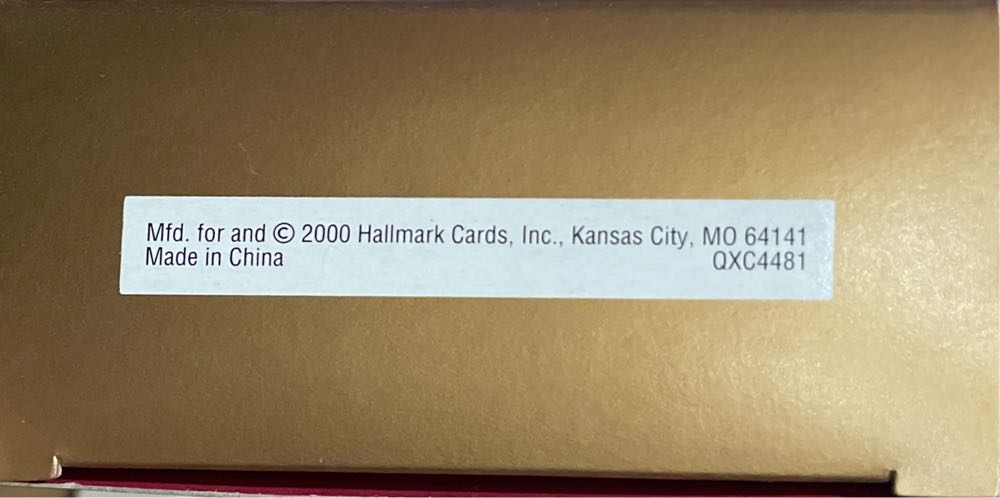 Mfd. for and © 2000 Hallmark Cards, Inc., Kansas City, MO 64141
Made in China QXC4481